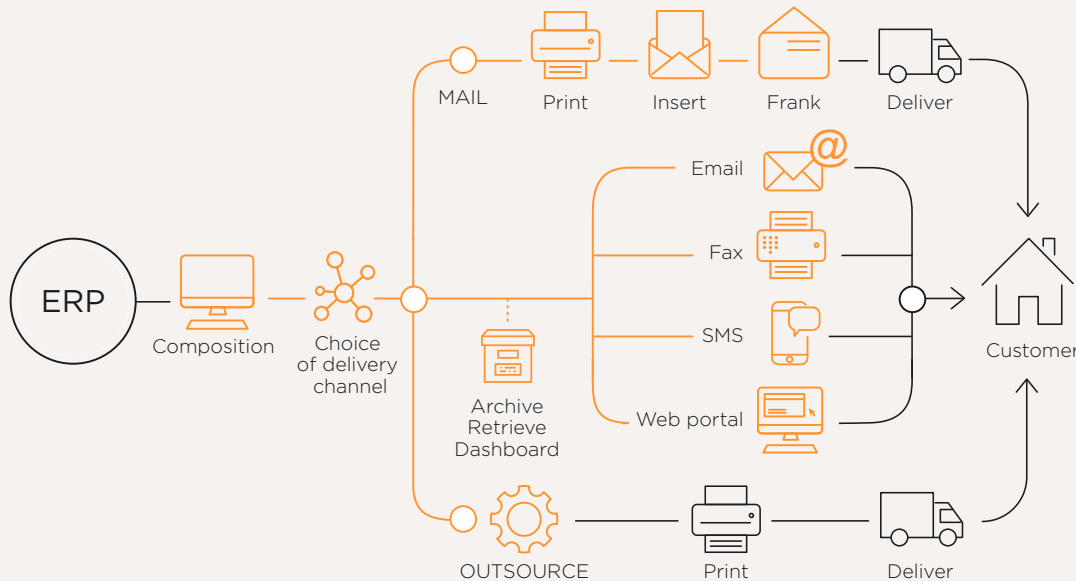 MAIL
Print
Insert
Frank
Deliver
Email
@
Fax
SMS
Web portal
ERP
Composition
Choice
of delivery
channel
Archive
Retrieve
Dashboard
Customer
OUTSOURCE
Print
Deliver